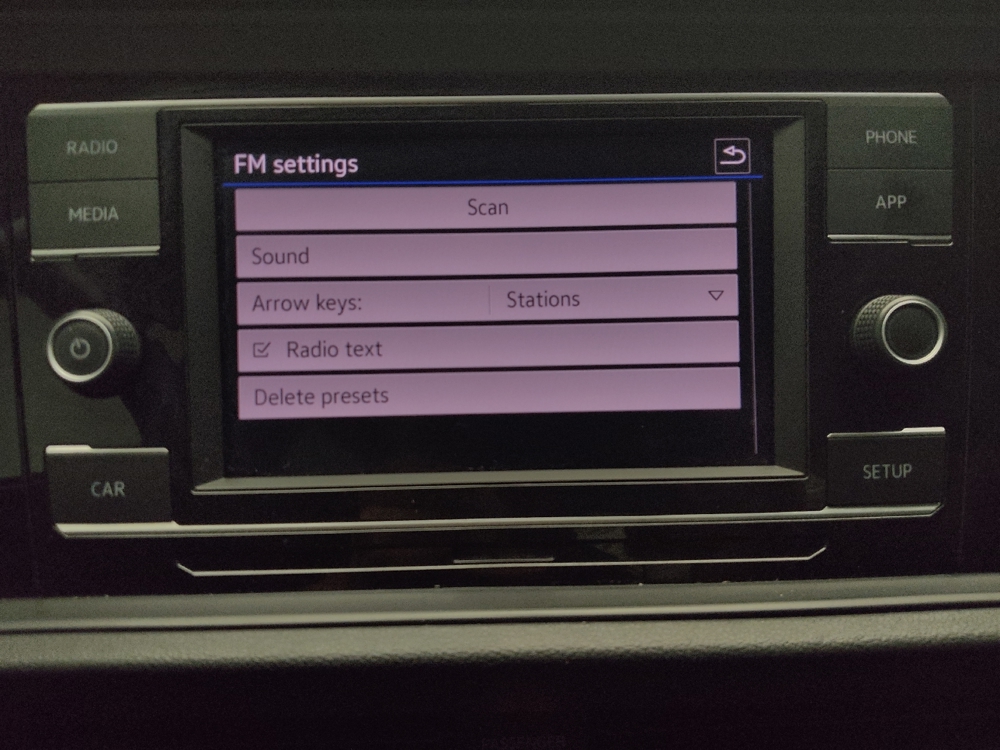 RADIO
MEDIA
CAR
FM settings
Scan
Sound
Arrow keys: Stations
Radio text
Delete presets
PHONE
APP
SETUP